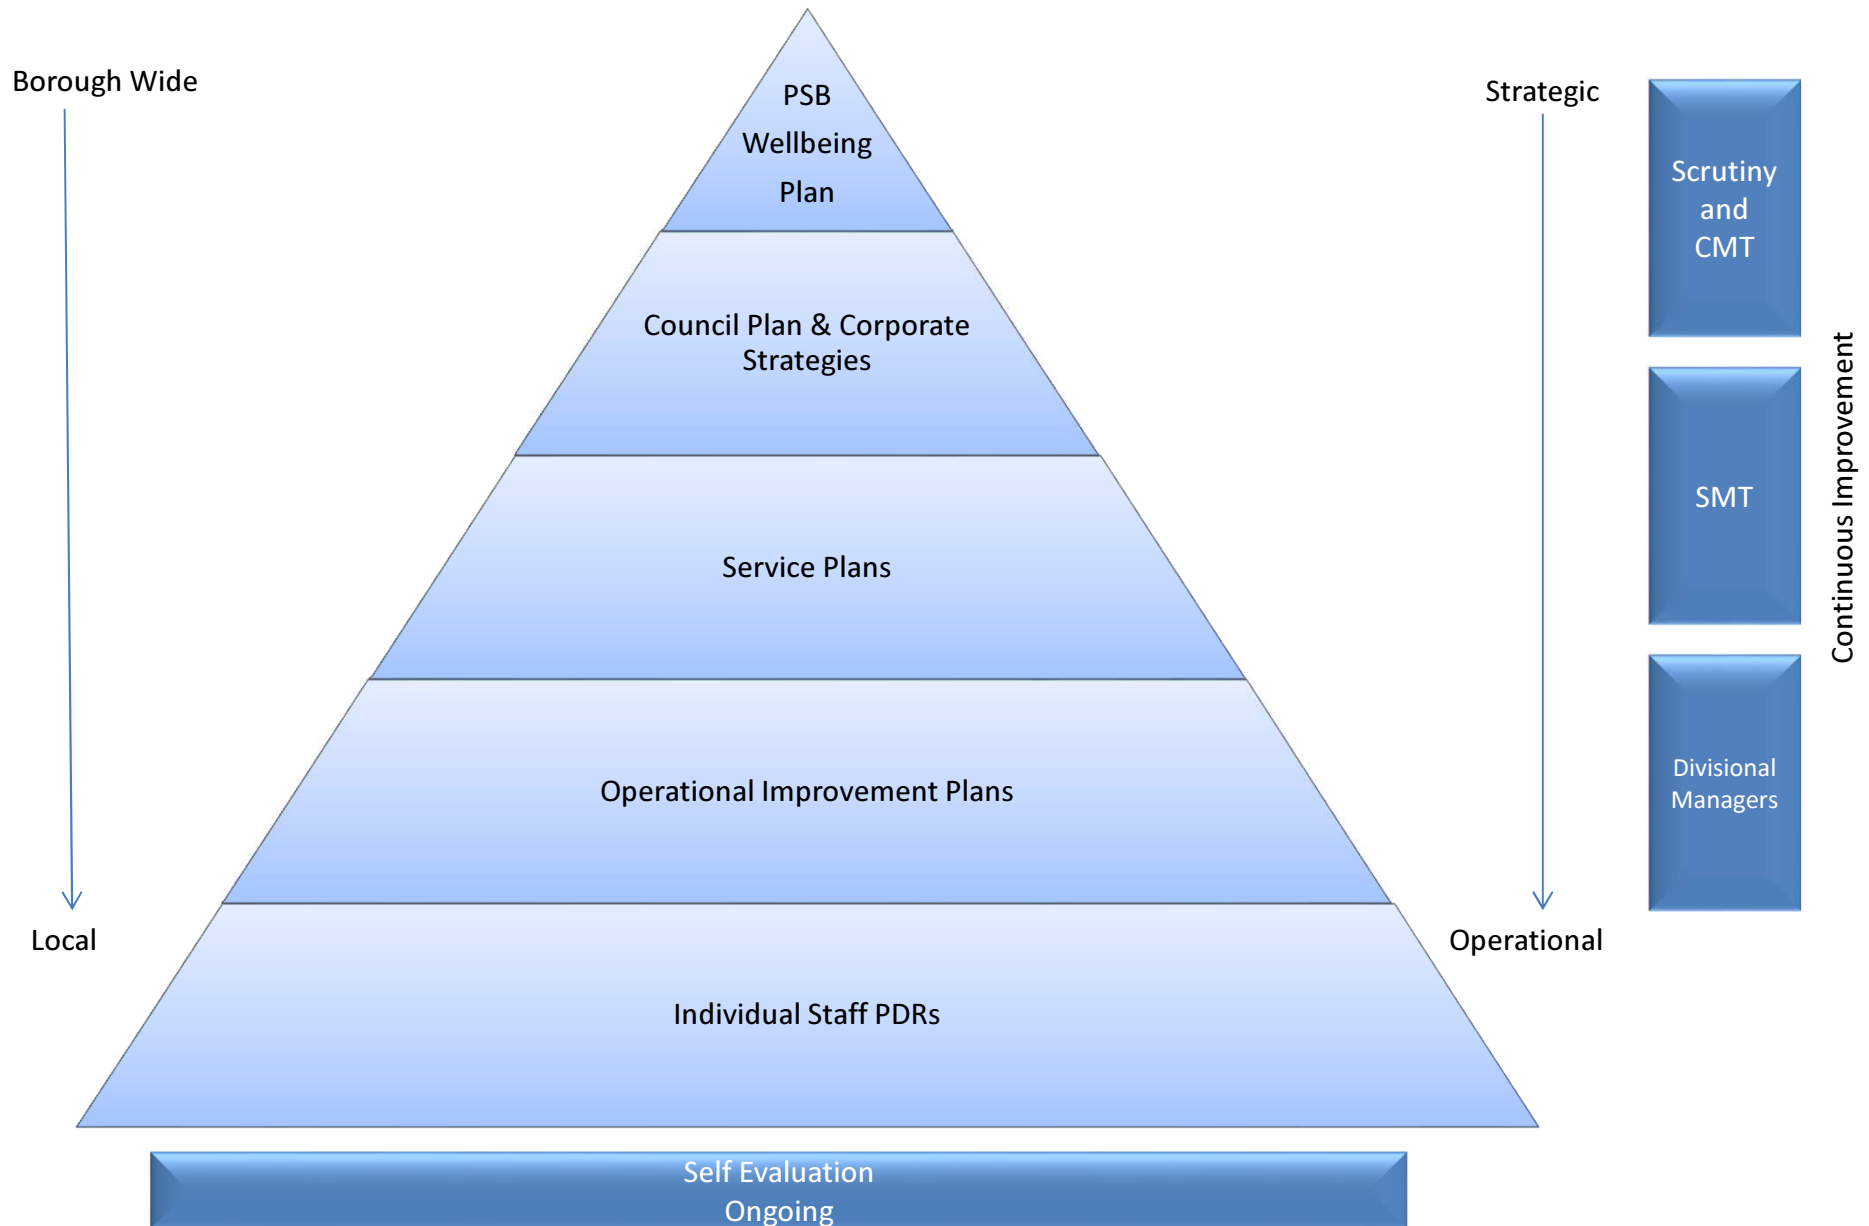 Borough Wide
Local
PSB
Wellbeing
Plan
Council Plan & Corporate
Strategies
Service Plans
Operational Improvement Plans
Individual Staff PDRs
Self Evaluation
Ongoing
Strategic
Operational
Scrutiny
and
CMT
SMT
Divisional
Managers
Continuous Improvement